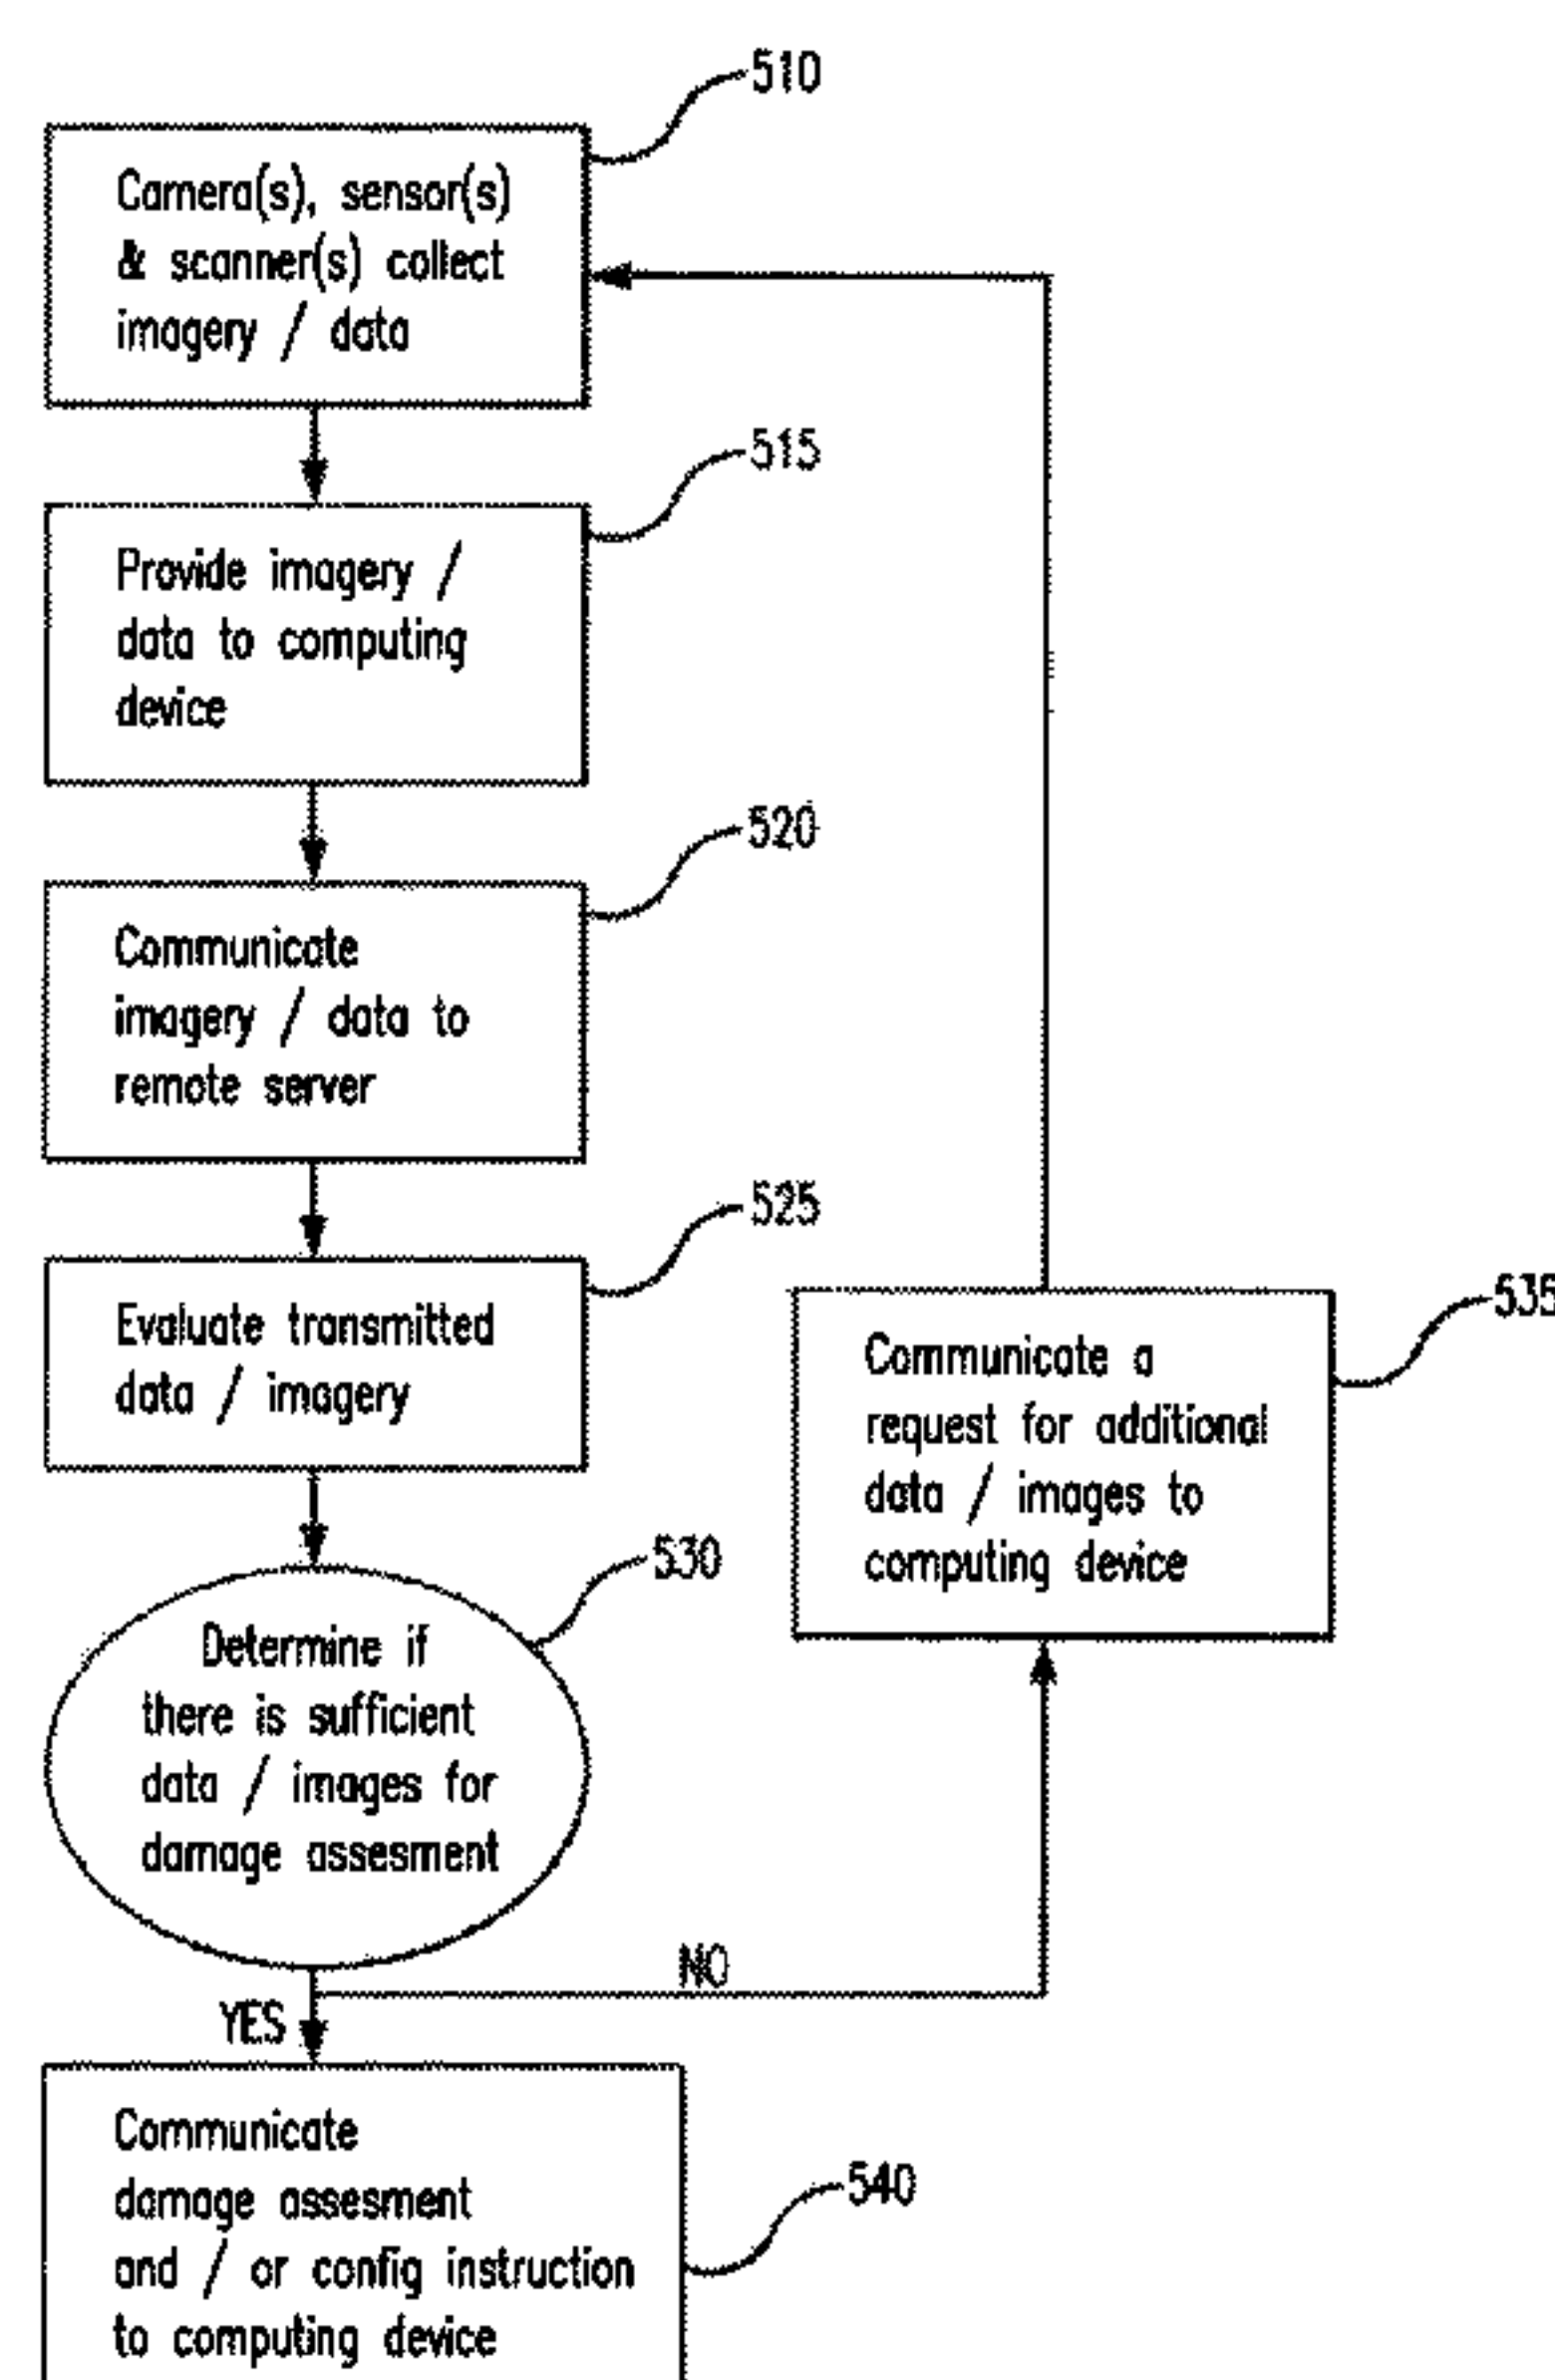 510
Camera(s), sensor(s)
& scanner(s) collect
imagery / data
515
Provide imagery /
data to computing
device
520
Communicate
imagery / data to
remote server
525
Evaluate transmitted
data / imagery
535
Communicate a
request for additional
data / images to
computing device
530
Determine if
there is sufficient
data / images for
damage assesment
NO
YES
Communicate
damage assesment
and / or config instruction
to computing device
540